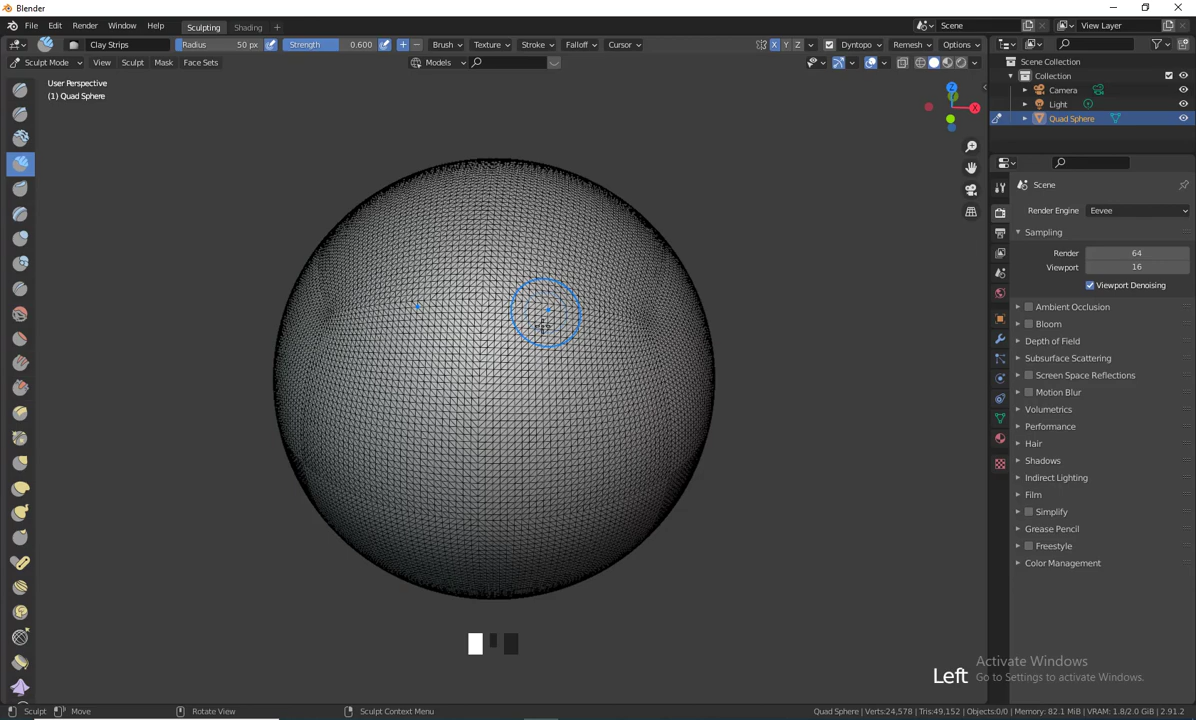 Blender
File Edit Render Window Help Sculpting Shading + Scene View Layer
Clay Strips Radius 50 px Strength 0.600 + − Brush Texture Stroke Falloff Cursor X Y Z Dyntopo Remesh Options
Sculpt Mode View Sculpt Mask Face Sets Models
User Perspective
(1) Quad Sphere
Z
X
Scene Collection
Collection
Camera
Light
Quad Sphere
Scene
Render Engine Eevee
Sampling
Render 64
Viewport 16
Viewport Denoising
Ambient Occlusion
Bloom
Depth of Field
Subsurface Scattering
Screen Space Reflections
Motion Blur
Volumetrics
Performance
Hair
Shadows
Indirect Lighting
Film
Simplify
Grease Pencil
Freestyle
Color Management
Activate Windows
Left Go to Settings to activate Windows.
Sculpt Move Rotate View Sculpt Context Menu Quad Sphere | Verts:24,578 | Tris:49,152 | Objects:0/0 | Memory: 82.1 MiB | VRAM: 1.8/2.0 GiB | 2.91.2